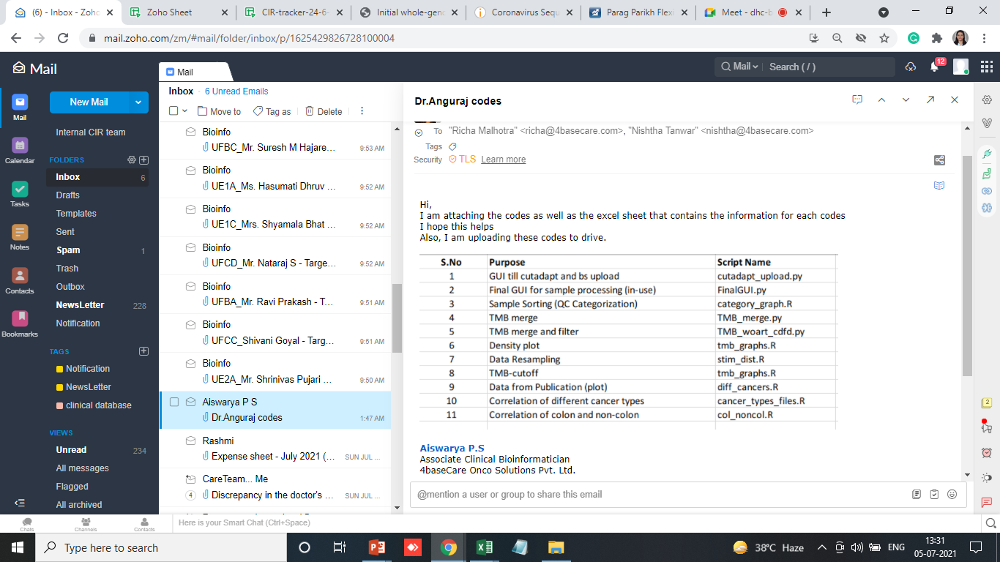 (6) - Inbox - Zoho
Zoho Sheet
CIR-tracker-24-6-
Initial whole-gen
Coronavirus Sequ
Parag Parikh Flexi
Meet - dhc-b
mail.zoho.com/zm/#mail/folder/inbox/p/1625429826728100004
Mail
Mail
Mail
Search ( / )
12
Mail
Calendar
Tasks
Notes
Contacts
Bookmarks
New Mail
Internal CIR team
FOLDERS
Inbox 6
Drafts
Templates
Sent
Spam 1
Trash
Outbox
NewsLetter 228
Notification
TAGS
Notification
NewsLetter
clinical database
VIEWS
Unread 234
All messages
Flagged
All archived
Inbox 6 Unread Emails
Move to Tag as Delete
Bioinfo
UFBC_Mr. Suresh M Hajare... 9:53 AM
Bioinfo
UE1A_Ms. Hasumati Dhruv ... 9:52 AM
Bioinfo
UE1C_Mrs. Shyamala Bhat ... 9:52 AM
Bioinfo
UFCD_Mr. Nataraj S - Targe... 9:52 AM
Bioinfo
UFBA_Mr. Ravi Prakash - T... 9:51 AM
Bioinfo
UFCC_Shivani Goyal - Targ... 9:51 AM
Bioinfo
UE2A_Mr. Shrinivas Pujari ... 9:50 AM
Aiswarya P S
Dr.Anguraj codes 1:47 AM
Rashmi
Expense sheet - July 2021 (... SUN JUL ...
CareTeam... Me
4 Discrepancy in the doctor's ... SUN JUL ...
Dr.Anguraj codes
To "Richa Malhotra" <richa@4basecare.com>, "Nishtha Tanwar" <nishtha@4basecare.com>
Tags
Security TLS Learn more
Hi,
I am attaching the codes as well as the excel sheet that contains the information for each codes
I hope this helps
Also, I am uploading these codes to drive.
S.No Purpose Script Name
1 GUI till cutadapt and bs upload cutadapt_upload.py
2 Final GUI for sample processing (in-use) FinalGUI.py
3 Sample Sorting (QC Categorization) category_graph.R
4 TMB merge TMB_merge.py
5 TMB merge and filter TMB_woart_cdfd.py
6 Density plot tmb_graphs.R
7 Data Resampling stim_dist.R
8 TMB-cutoff tmb_graphs.R
9 Data from Publication (plot) diff_cancers.R
10 Correlation of different cancer types cancer_types_files.R
11 Correlation of colon and non-colon col_noncol.R
Aiswarya P.S
Associate Clinical Bioinformatician
4baseCare Onco Solutions Pvt. Ltd.
@mention a user or group to share this email
2
Chats Channels Contacts
Here is your Smart Chat (Ctrl+Space)
Type here to search
38°C Haze
ENG
13:31
05-07-2021